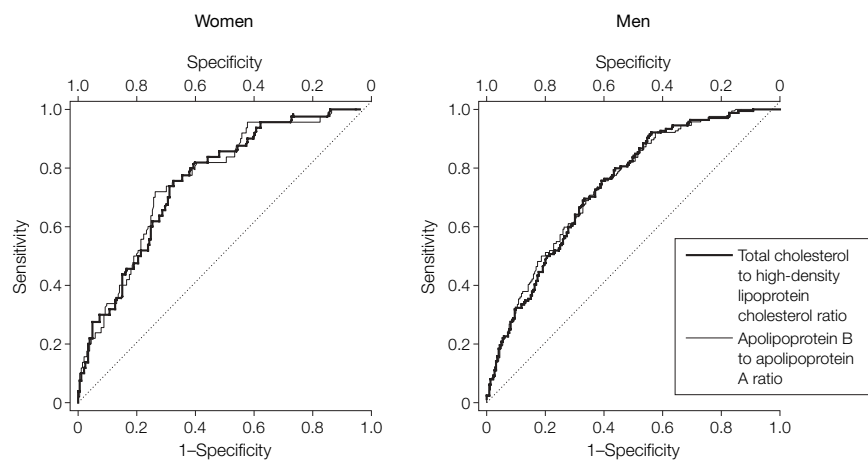 Women
Specificity
1.0 0.8 0.6 0.4 0.2 0
1.0
0.8
0.6
0.4
0.2
0
Sensitivity
0 0.2 0.4 0.6 0.8 1.0
1–Specificity
Men
Specificity
1.0 0.8 0.6 0.4 0.2 0
1.0
0.8
0.6
0.4
0.2
0
Sensitivity
0 0.2 0.4 0.6 0.8 1.0
1–Specificity
Total cholesterol
to high-density
lipoprotein
cholesterol ratio
Apolipoprotein B
to apolipoprotein
A ratio